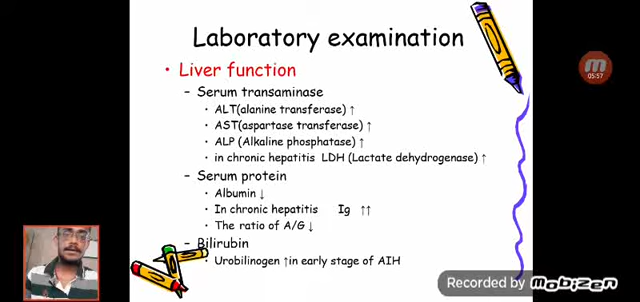 Laboratory examination
• Liver function
– Serum transaminase
• ALT(alanine transferase) ↑
• AST(aspartase transferase) ↑
• ALP (Alkaline phosphatase) ↑
• in chronic hepatitis LDH (Lactate dehydrogenase) ↑
– Serum protein
• Albumin ↓
• In chronic hepatitis Ig ↑↑
• The ratio of A/G ↓
– Bilirubin
• Urobilinogen ↑in early stage of AIH
05:57
Recorded by mobizen